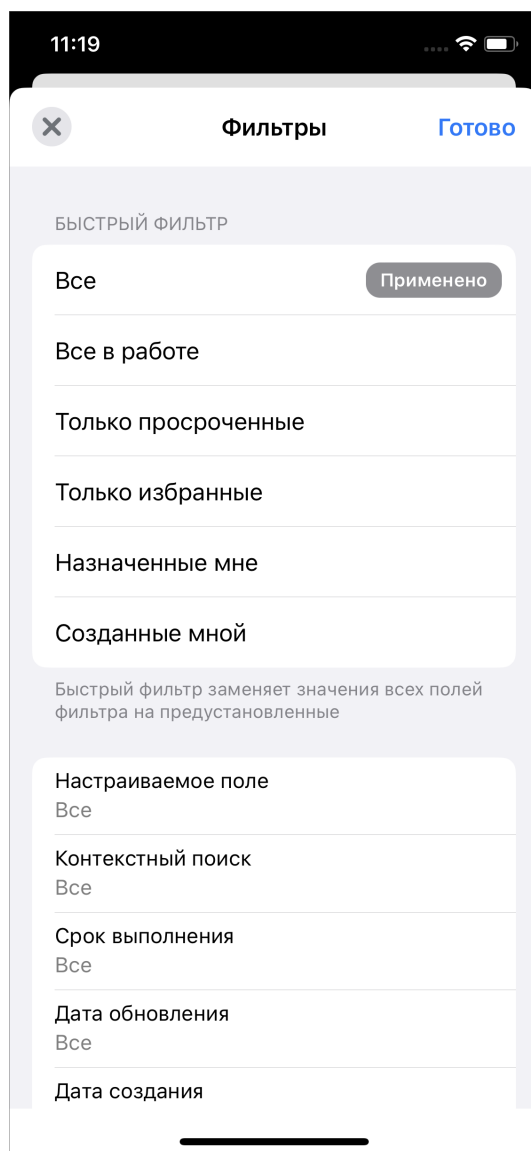 11:19
Фильтры
Готово
БЫСТРЫЙ ФИЛЬТР
Все
Применено
Все в работе
Только просроченные
Только избранные
Назначенные мне
Созданные мной
Быстрый фильтр заменяет значения всех полей
фильтра на предустановленные
Настраиваемое поле
Все
Контекстный поиск
Все
Срок выполнения
Все
Дата обновления
Все
Дата создания